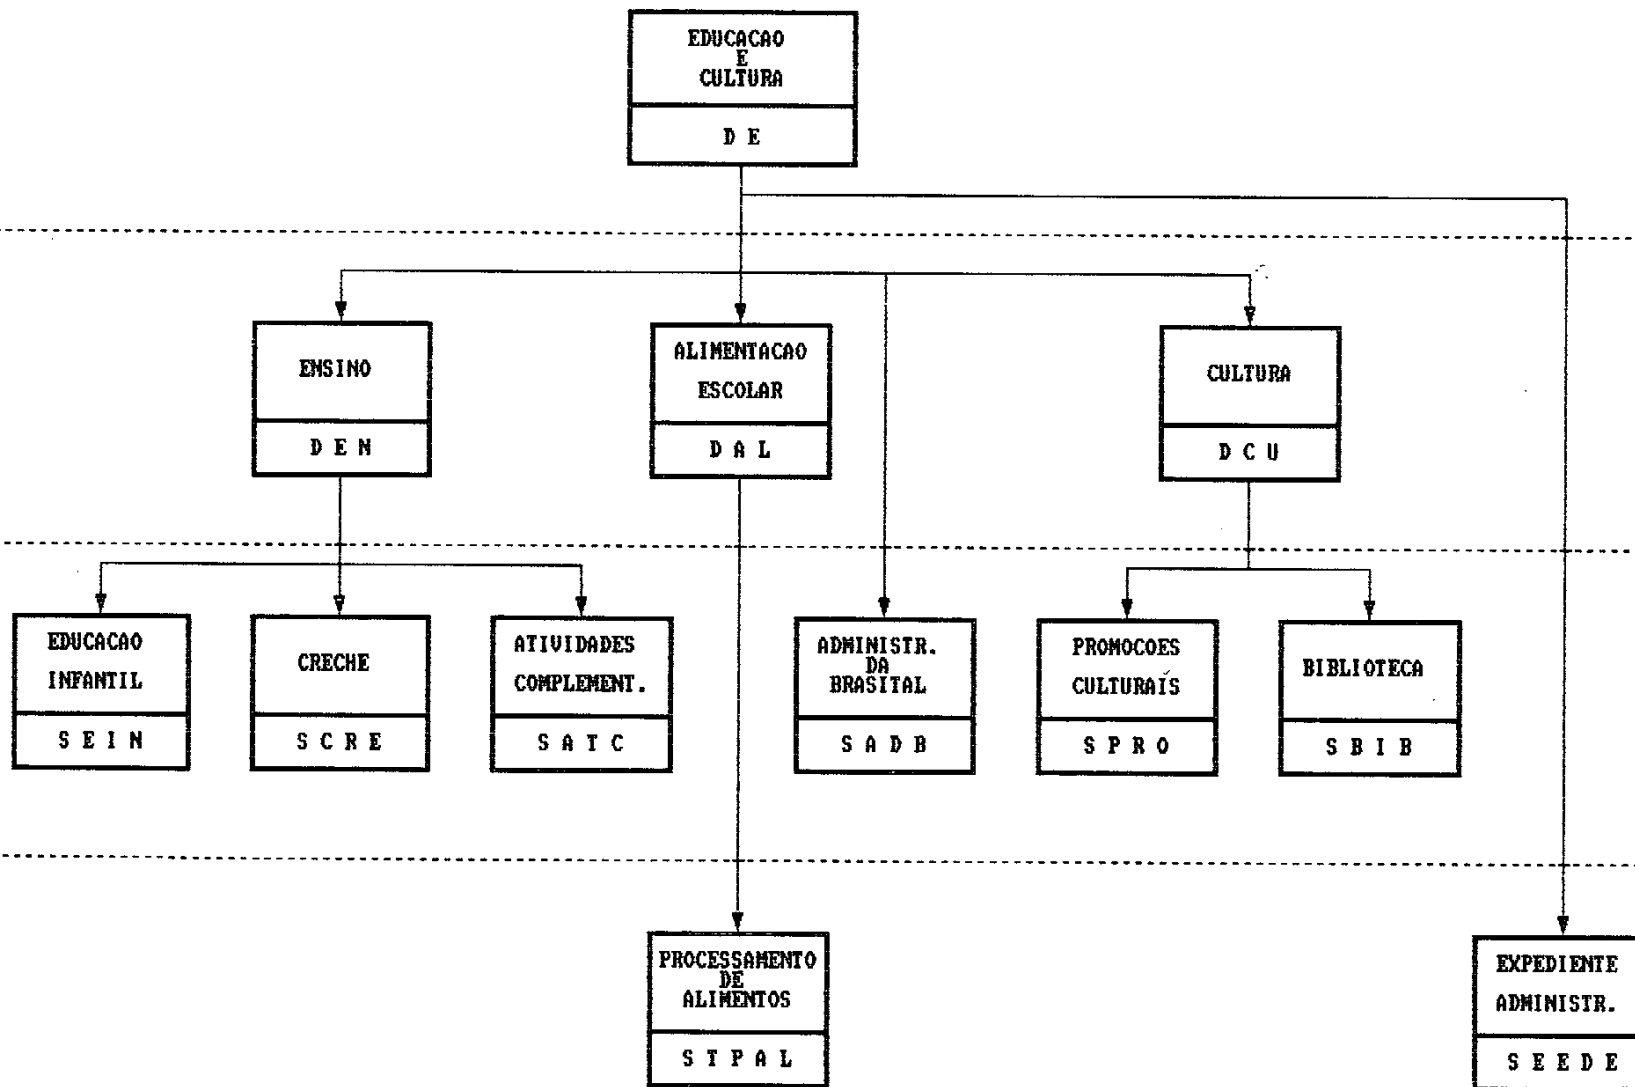 EDUCACAO
E
CULTURA
D E
ENSINO
D E N
ALIMENTACAO
ESCOLAR
D A L
CULTURA
D C U
EDUCACAO
INFANTIL
S E I N
CRECHE
S C R E
ATIVIDADES
COMPLEMENT.
S A T C
ADMINISTR.
DA
BRASITAL
S A D B
PROMOCOES
CULTURAIS
S P R O
BIBLIOTECA
S B I B
PROCESSAMENTO
DE
ALIMENTOS
S T P A L
EXPEDIENTE
ADMINISTR.
S E E D E